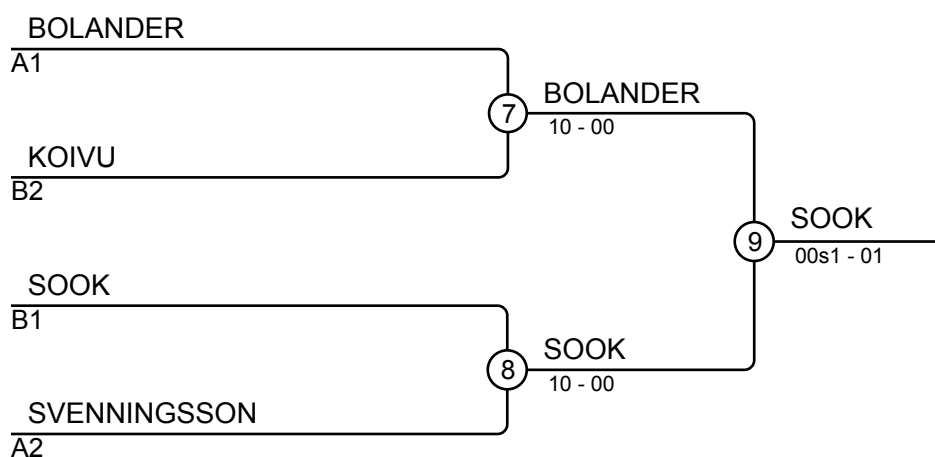 BOLANDER
A1
7
BOLANDER
10 - 00
KOIVU
B2
9
SOOK
00s1 - 01
SOOK
B1
8
SOOK
10 - 00
SVENNINGSSON
A2